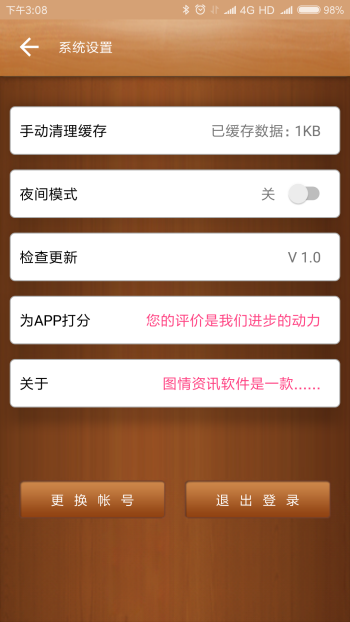 下午3:08 4G HD 98%
系统设置
手动清理缓存 已缓存数据：1KB
夜间模式 关
检查更新 V 1.0
为APP打分 您的评价是我们进步的动力
关于 图情资讯软件是一款......
更换帐号 退出登录